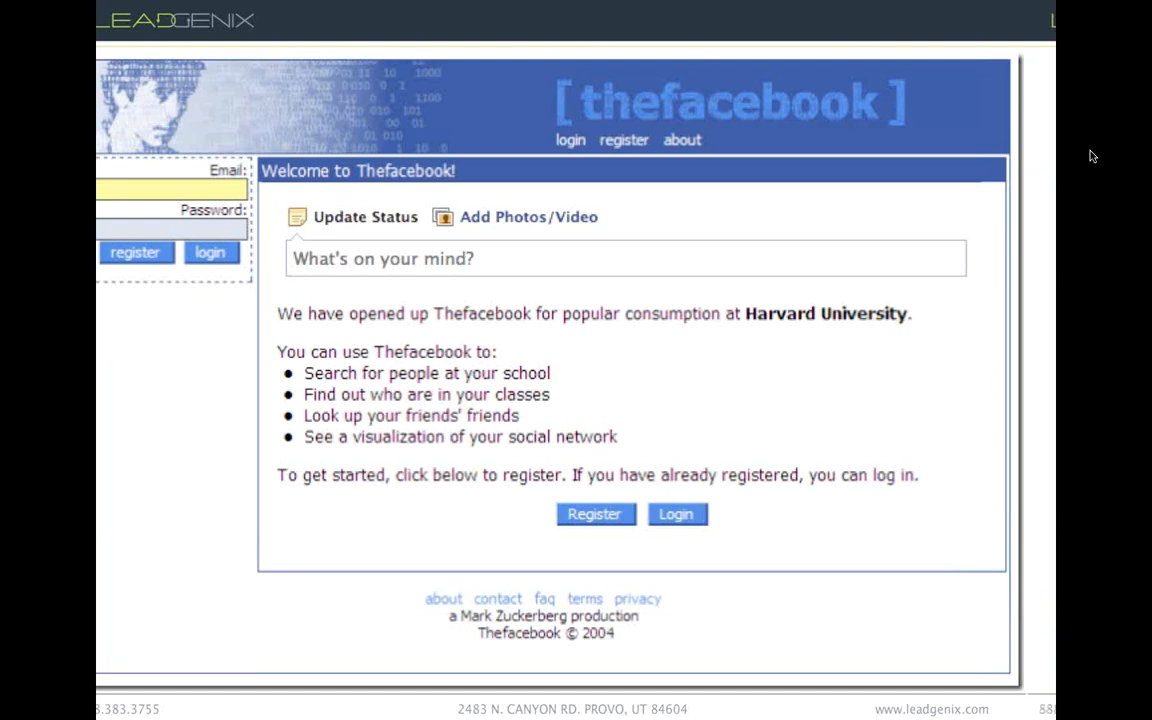 LEADGENIX
[ thefacebook ]
login register about
Email:
Password:
register login
Welcome to Thefacebook!
Update Status Add Photos/Video
What's on your mind?
We have opened up Thefacebook for popular consumption at Harvard University.
You can use Thefacebook to:
• Search for people at your school
• Find out who are in your classes
• Look up your friends' friends
• See a visualization of your social network
To get started, click below to register. If you have already registered, you can log in.
Register Login
about contact faq terms privacy
a Mark Zuckerberg production
Thefacebook © 2004
8.383.3755 2483 N. CANYON RD. PROVO, UT 84604 www.leadgenix.com